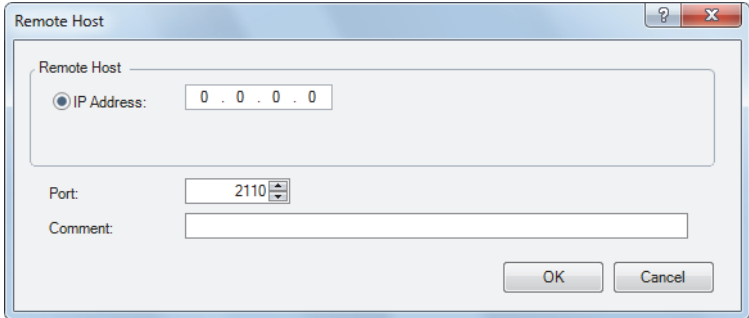 Remote Host
?
Remote Host
IP Address: 0 . 0 . 0 . 0
Port: 2110
Comment:
OK Cancel